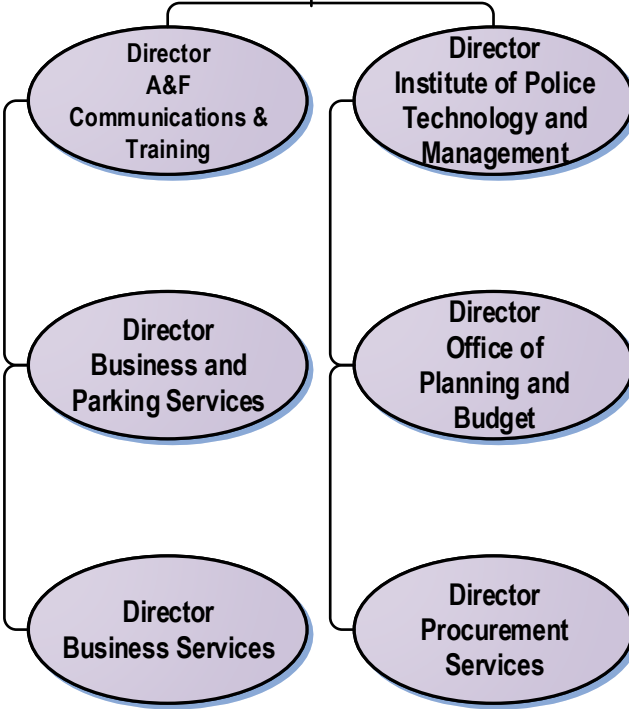 Director
A&F
Communications &
Training
Director
Institute of Police
Technology and
Management
Director
Business and
Parking Services
Director
Office of
Planning and
Budget
Director
Business Services
Director
Procurement
Services